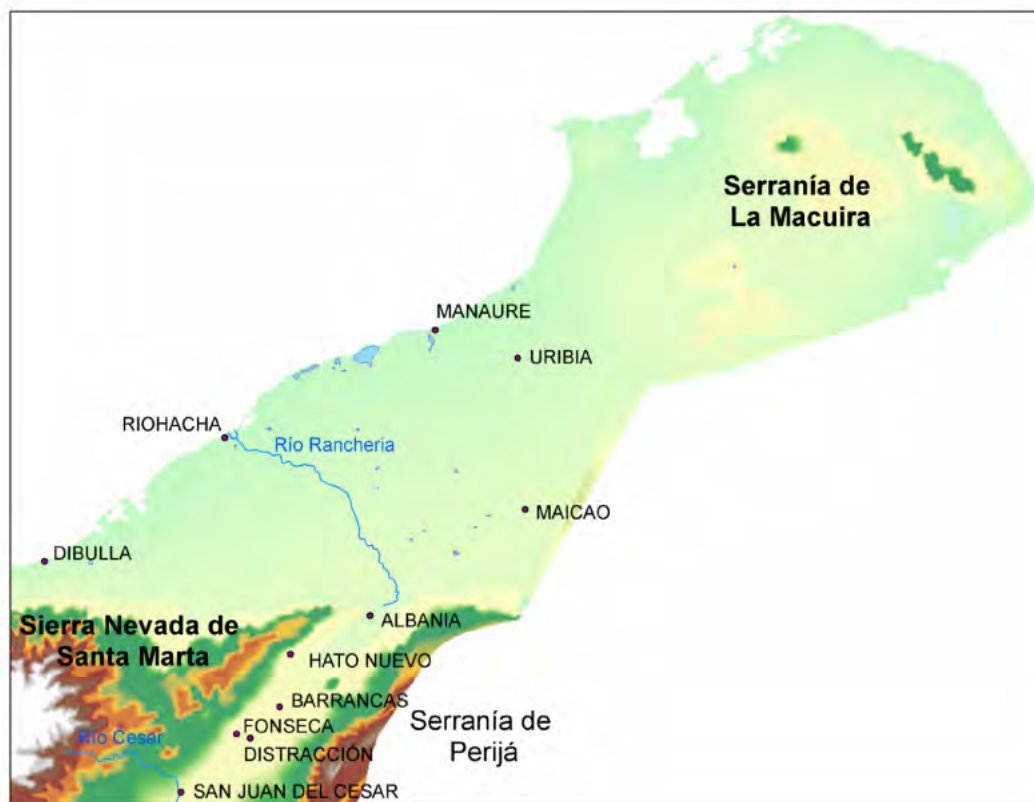 Serranía de
La Macuira
MANAURE
URIBIA
RIOHACHA
Río Ranchería
MAICAO
DIBULLA
ALBANIA
Sierra Nevada de
Santa Marta
HATO NUEVO
BARRANCAS
Serranía de
Perijá
FONSECA
Río Cesar
DISTRACCIÓN
SAN JUAN DEL CESAR